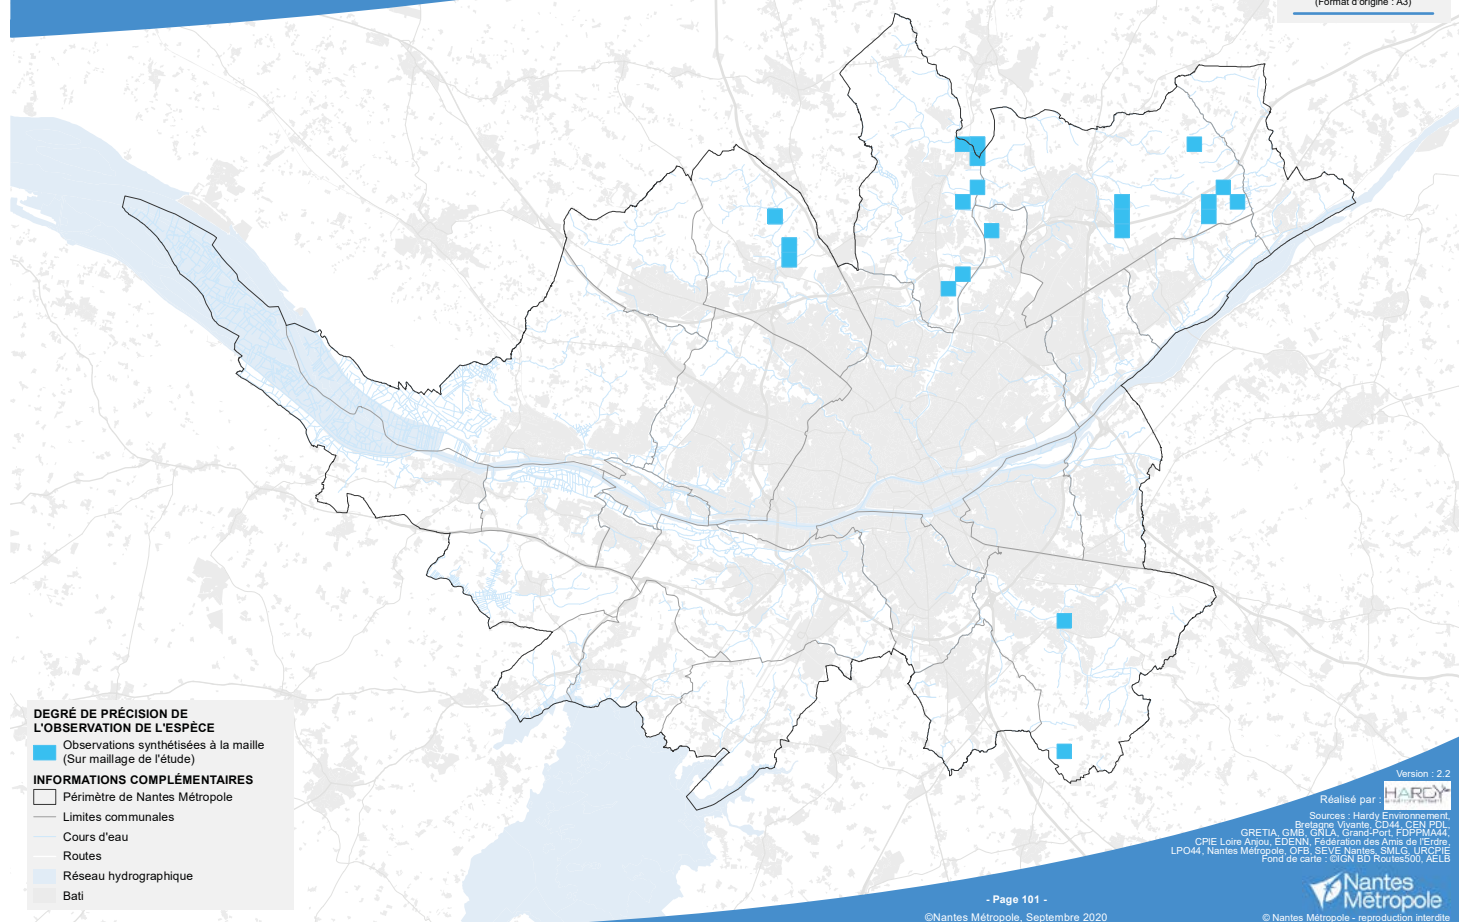 (Format d'origine : A3)
DEGRÉ DE PRÉCISION DE
L'OBSERVATION DE L'ESPÈCE
Observations synthétisées à la maille
(Sur maillage de l'étude)
INFORMATIONS COMPLÉMENTAIRES
Périmètre de Nantes Métropole
Limites communales
Cours d'eau
Routes
Réseau hydrographique
Bati
Version : 2.2
Réalisé par : HARDY
environnement
Sources : Hardy Environnement,
Bretagne Vivante, CD44, CEN PDL,
GRETIA, GMB, GNLA, Grand-Port, FDPPMA44,
CPIE Loire Anjou, EDENN, Fédération des Amis de l'Erdre,
LPO44, Nantes Métropole, OFB, SEVE Nantes, SMLG, URCPIE
Fond de carte : ©IGN BD Routes500, AELB
Nantes
Métropole
- Page 101 -
©Nantes Métropole, Septembre 2020
© Nantes Métropole - reproduction interdite